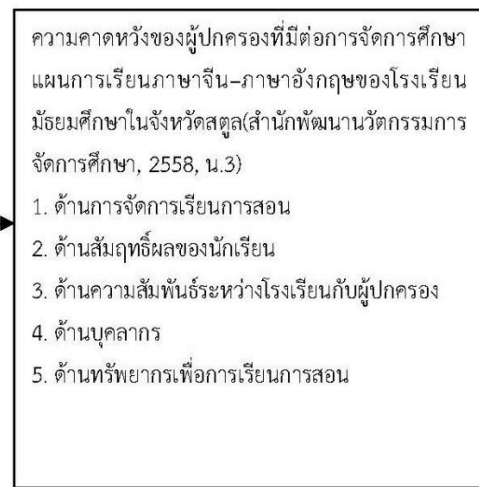 ความคาดหวังของผู้ปกครองที่มีต่อการจัดการศึกษา
แผนการเรียนภาษาจีน–ภาษาอังกฤษของโรงเรียน
มัธยมศึกษาในจังหวัดสตูล(สำนักพัฒนานวัตกรรมการ
จัดการศึกษา, 2558, น.3)
1. ด้านการจัดการเรียนการสอน
2. ด้านสัมฤทธิ์ผลของนักเรียน
3. ด้านความสัมพันธ์ระหว่างโรงเรียนกับผู้ปกครอง
4. ด้านบุคลากร
5. ด้านทรัพยากรเพื่อการเรียนการสอน